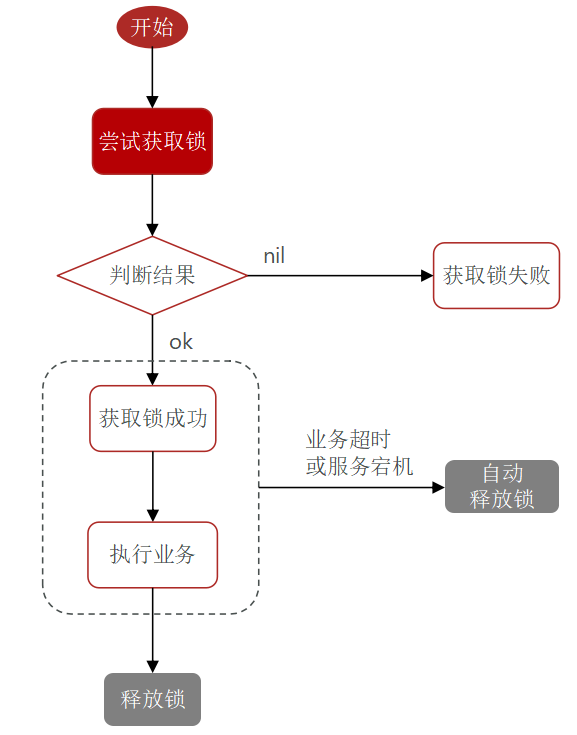 开始
尝试获取锁
判断结果
nil
获取锁失败
ok
获取锁成功
业务超时
或服务宕机
自动
释放锁
执行业务
释放锁